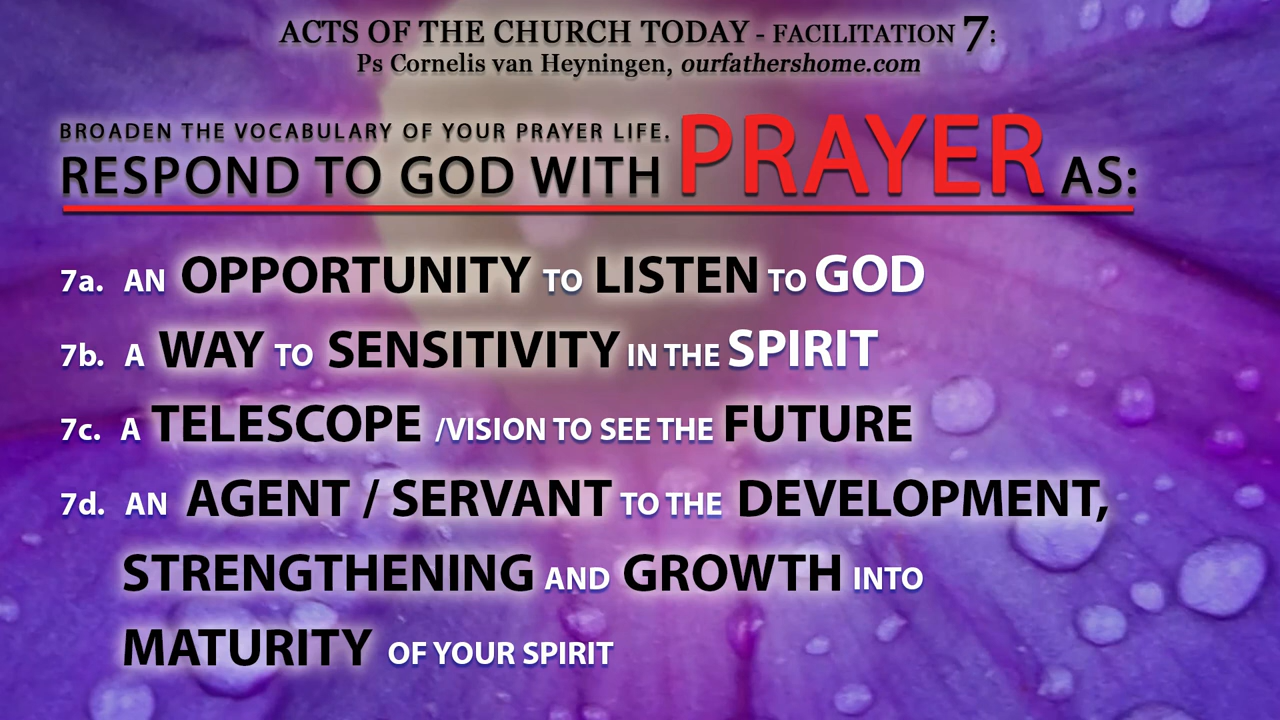 ACTS OF THE CHURCH TODAY - FACILITATION 7:
Ps Cornelis van Heyningen, ourfathershome.com
BROADEN THE VOCABULARY OF YOUR PRAYER LIFE.
RESPOND TO GOD WITH PRAYER AS:
7a. AN OPPORTUNITY TO LISTEN TO GOD
7b. A WAY TO SENSITIVITY IN THE SPIRIT
7c. A TELESCOPE /VISION TO SEE THE FUTURE
7d. AN AGENT / SERVANT TO THE DEVELOPMENT,
STRENGTHENING AND GROWTH INTO
MATURITY OF YOUR SPIRIT